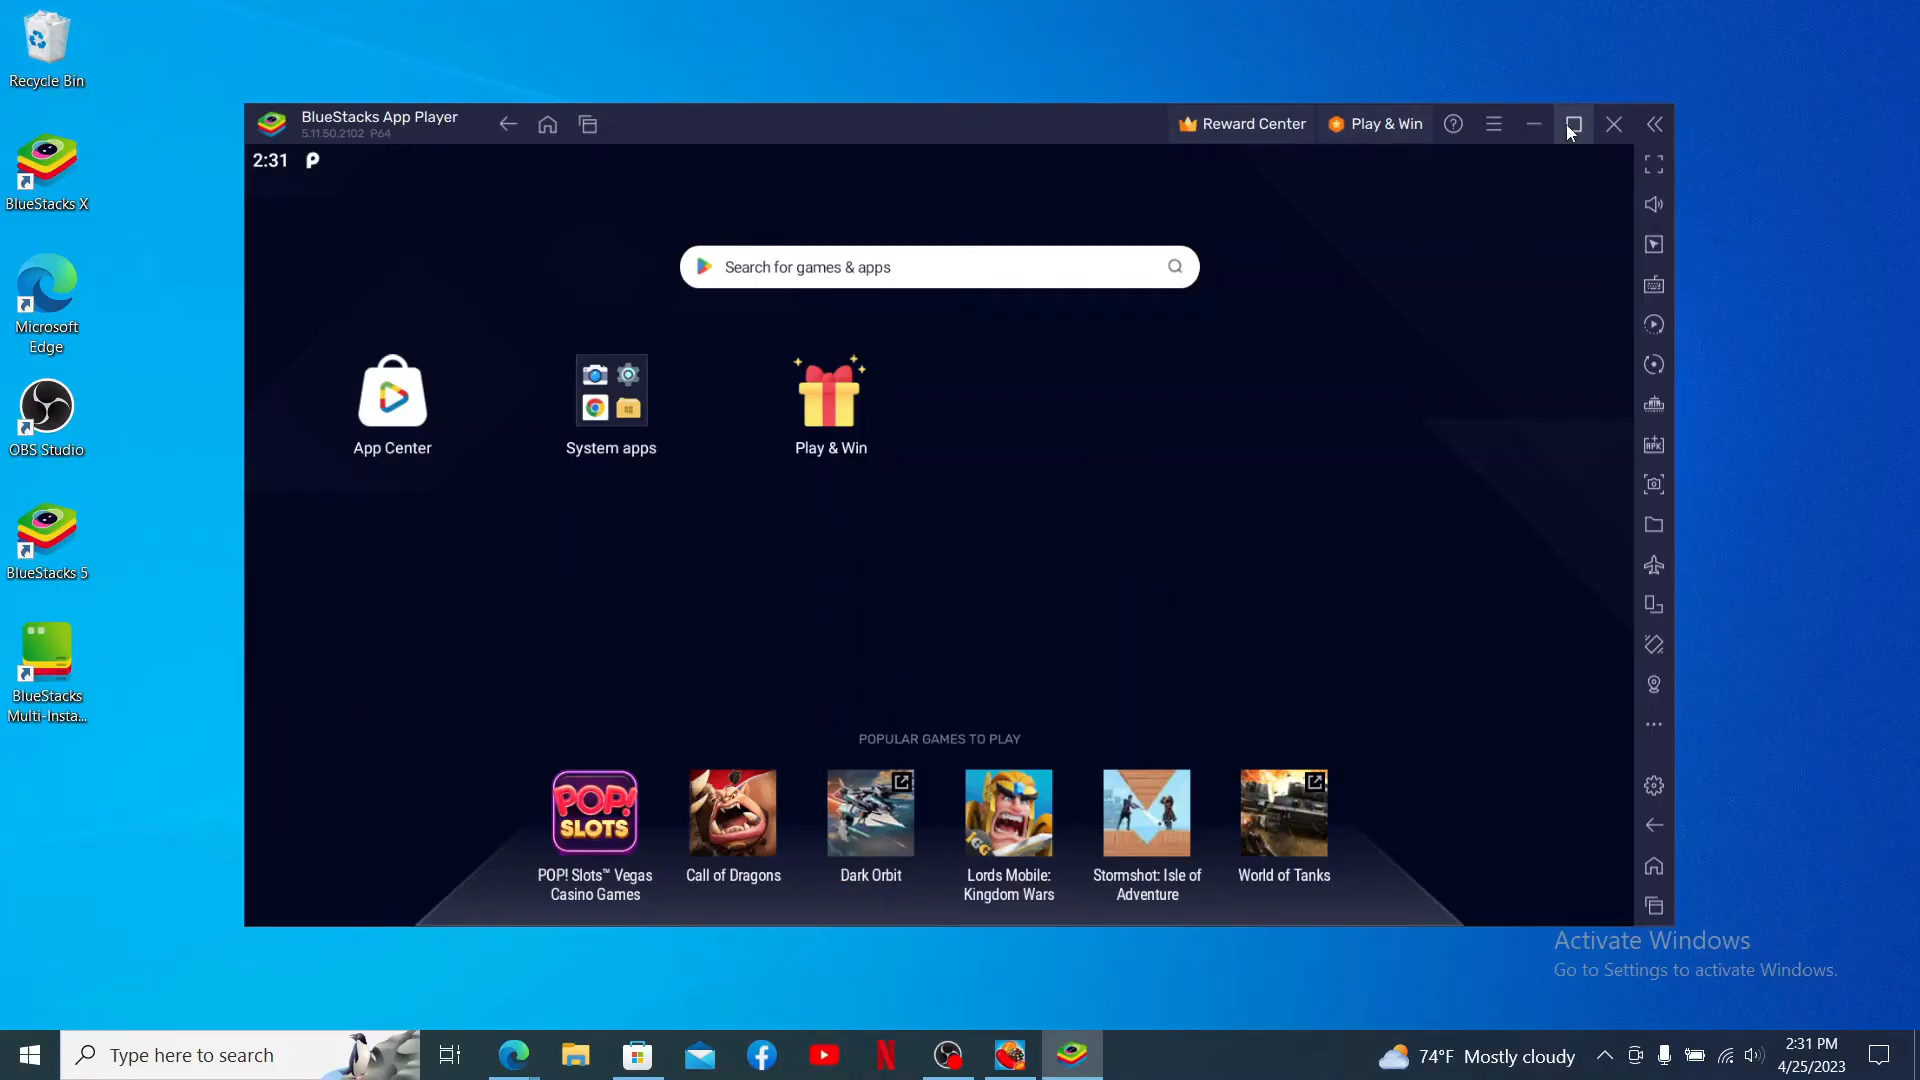 Recycle Bin
BlueStacks X
Microsoft
Edge
OBS Studio
BlueStacks 5
BlueStacks
Multi-Insta...
BlueStacks App Player
5.11.50.2102 P64
Reward Center
Play & Win
2:31
Search for games & apps
App Center
System apps
Play & Win
POPULAR GAMES TO PLAY
POP!
SLOTS
IGG
POP! Slots™ Vegas
Casino Games
Call of Dragons
Dark Orbit
Lords Mobile:
Kingdom Wars
Stormshot: Isle of
Adventure
World of Tanks
APK
Activate Windows
Go to Settings to activate Windows.
Type here to search
74°F Mostly cloudy
2:31 PM
4/25/2023